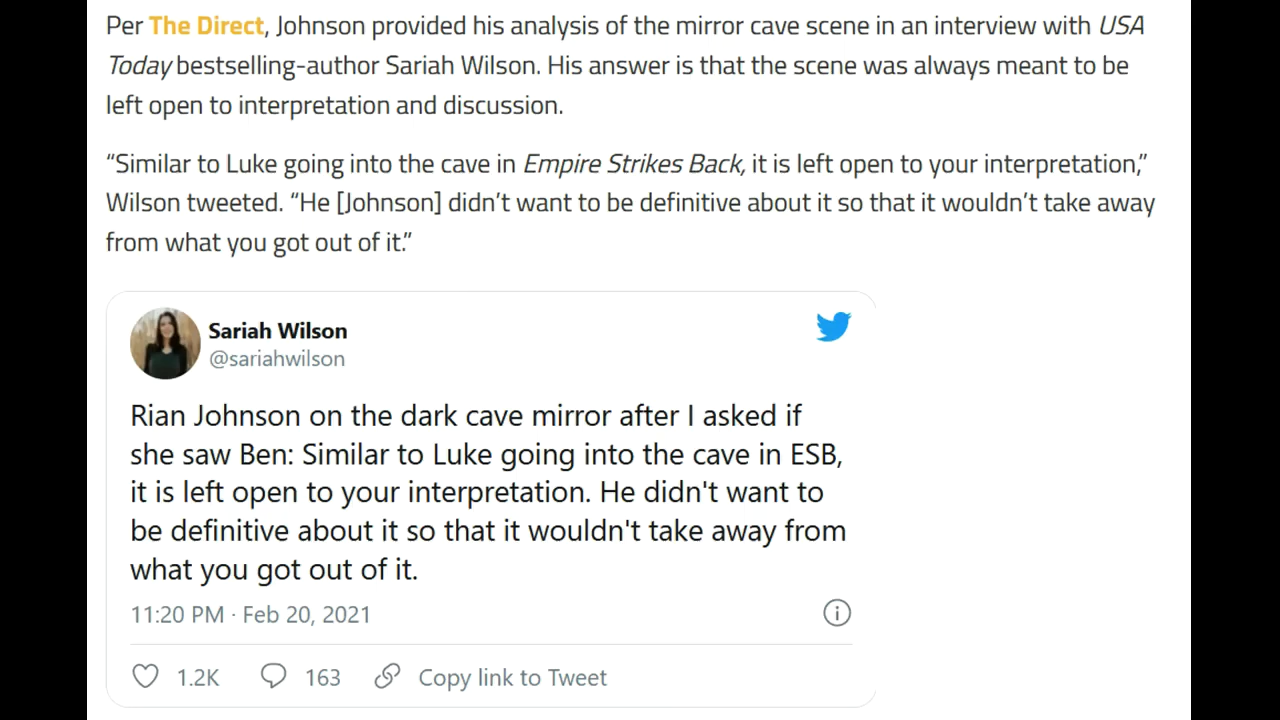 Per The Direct, Johnson provided his analysis of the mirror cave scene in an interview with USA
Today bestselling-author Sariah Wilson. His answer is that the scene was always meant to be
left open to interpretation and discussion.
“Similar to Luke going into the cave in Empire Strikes Back, it is left open to your interpretation,”
Wilson tweeted. “He [Johnson] didn’t want to be definitive about it so that it wouldn’t take away
from what you got out of it.”
Sariah Wilson
@sariahwilson
Rian Johnson on the dark cave mirror after I asked if
she saw Ben: Similar to Luke going into the cave in ESB,
it is left open to your interpretation. He didn't want to
be definitive about it so that it wouldn't take away from
what you got out of it.
11:20 PM · Feb 20, 2021
1.2K 163 Copy link to Tweet